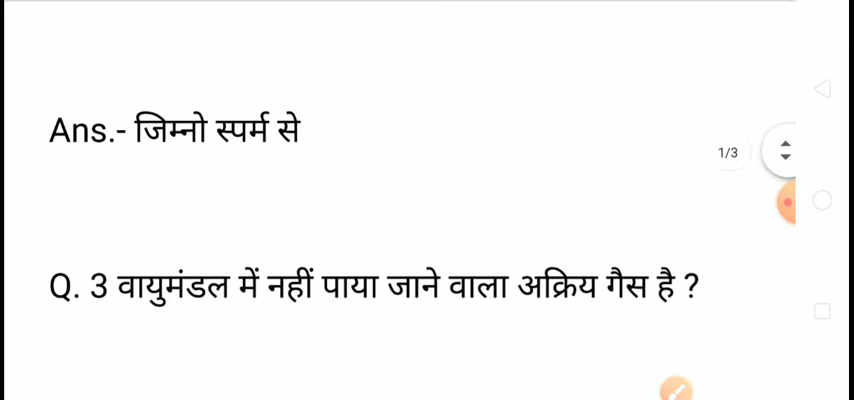 Ans.- जिम्नो स्पर्म से
1/3
Q. 3 वायुमंडल में नहीं पाया जाने वाला अक्रिय गैस है ?